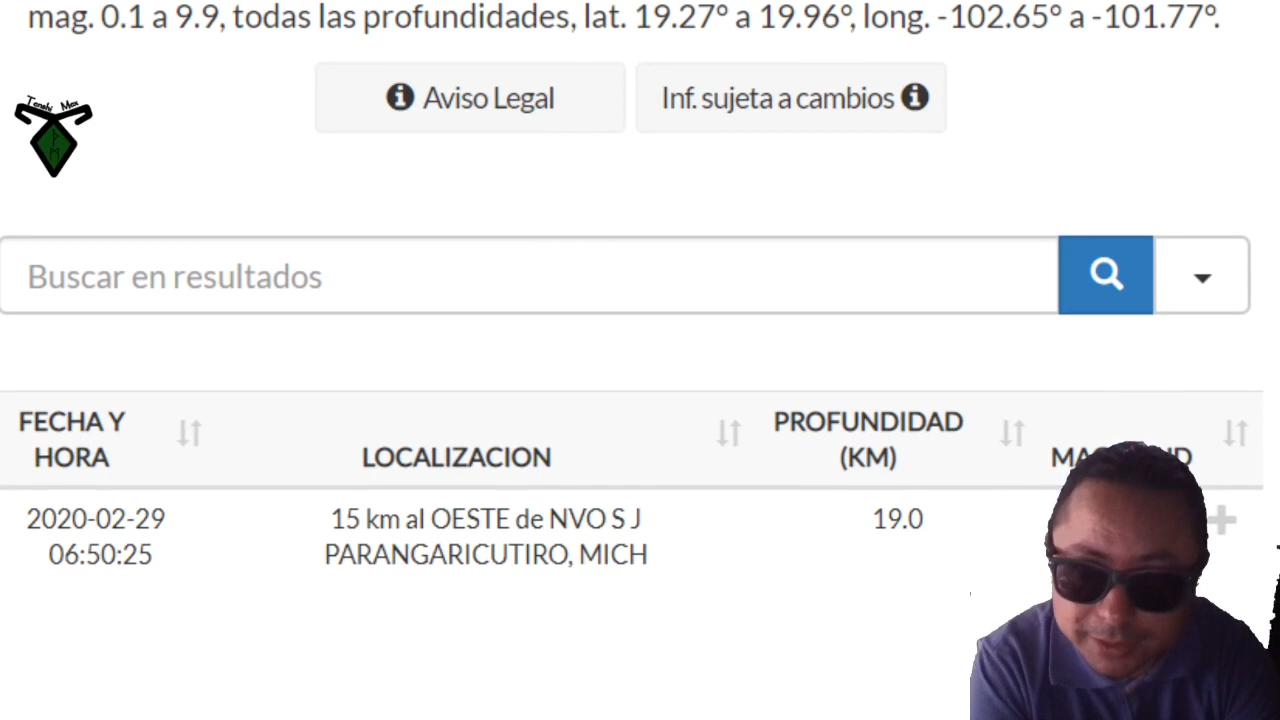 mag. 0.1 a 9.9, todas las profundidades, lat. 19.27° a 19.96°, long. -102.65° a -101.77°.
Aviso Legal
Inf. sujeta a cambios
Tenshi Mex
Buscar en resultados
FECHA Y
HORA
LOCALIZACION
PROFUNDIDAD
(KM)
2020-02-29
06:50:25
15 km al OESTE de NVO S J
PARANGARICUTIRO, MICH
19.0